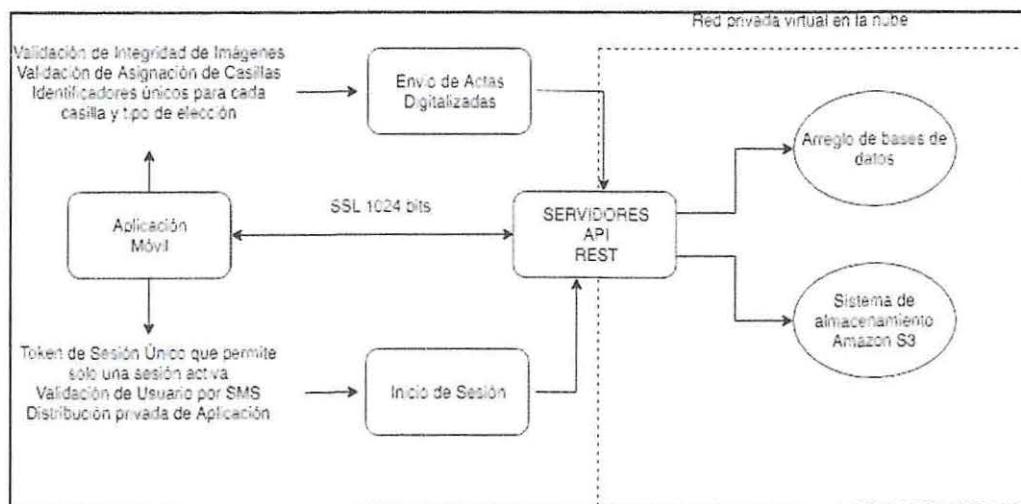 Red privada virtual en la nube
Validación de Integridad de Imágenes
Validación de Asignación de Casillas
Identificadores únicos para cada
casilla y tipo de elección
Envio de Actas
Digitalizadas
Arreglo de bases de
datos
SSL 1024 bits
Aplicación
Móvil
SERVIDORES
API
REST
Sistema de
almacenamiento
Amazon S3
Token de Sesión Único que permite
solo una sesión activa
Validación de Usuario por SMS
Distribución privada de Aplicación
Inicio de Sesión